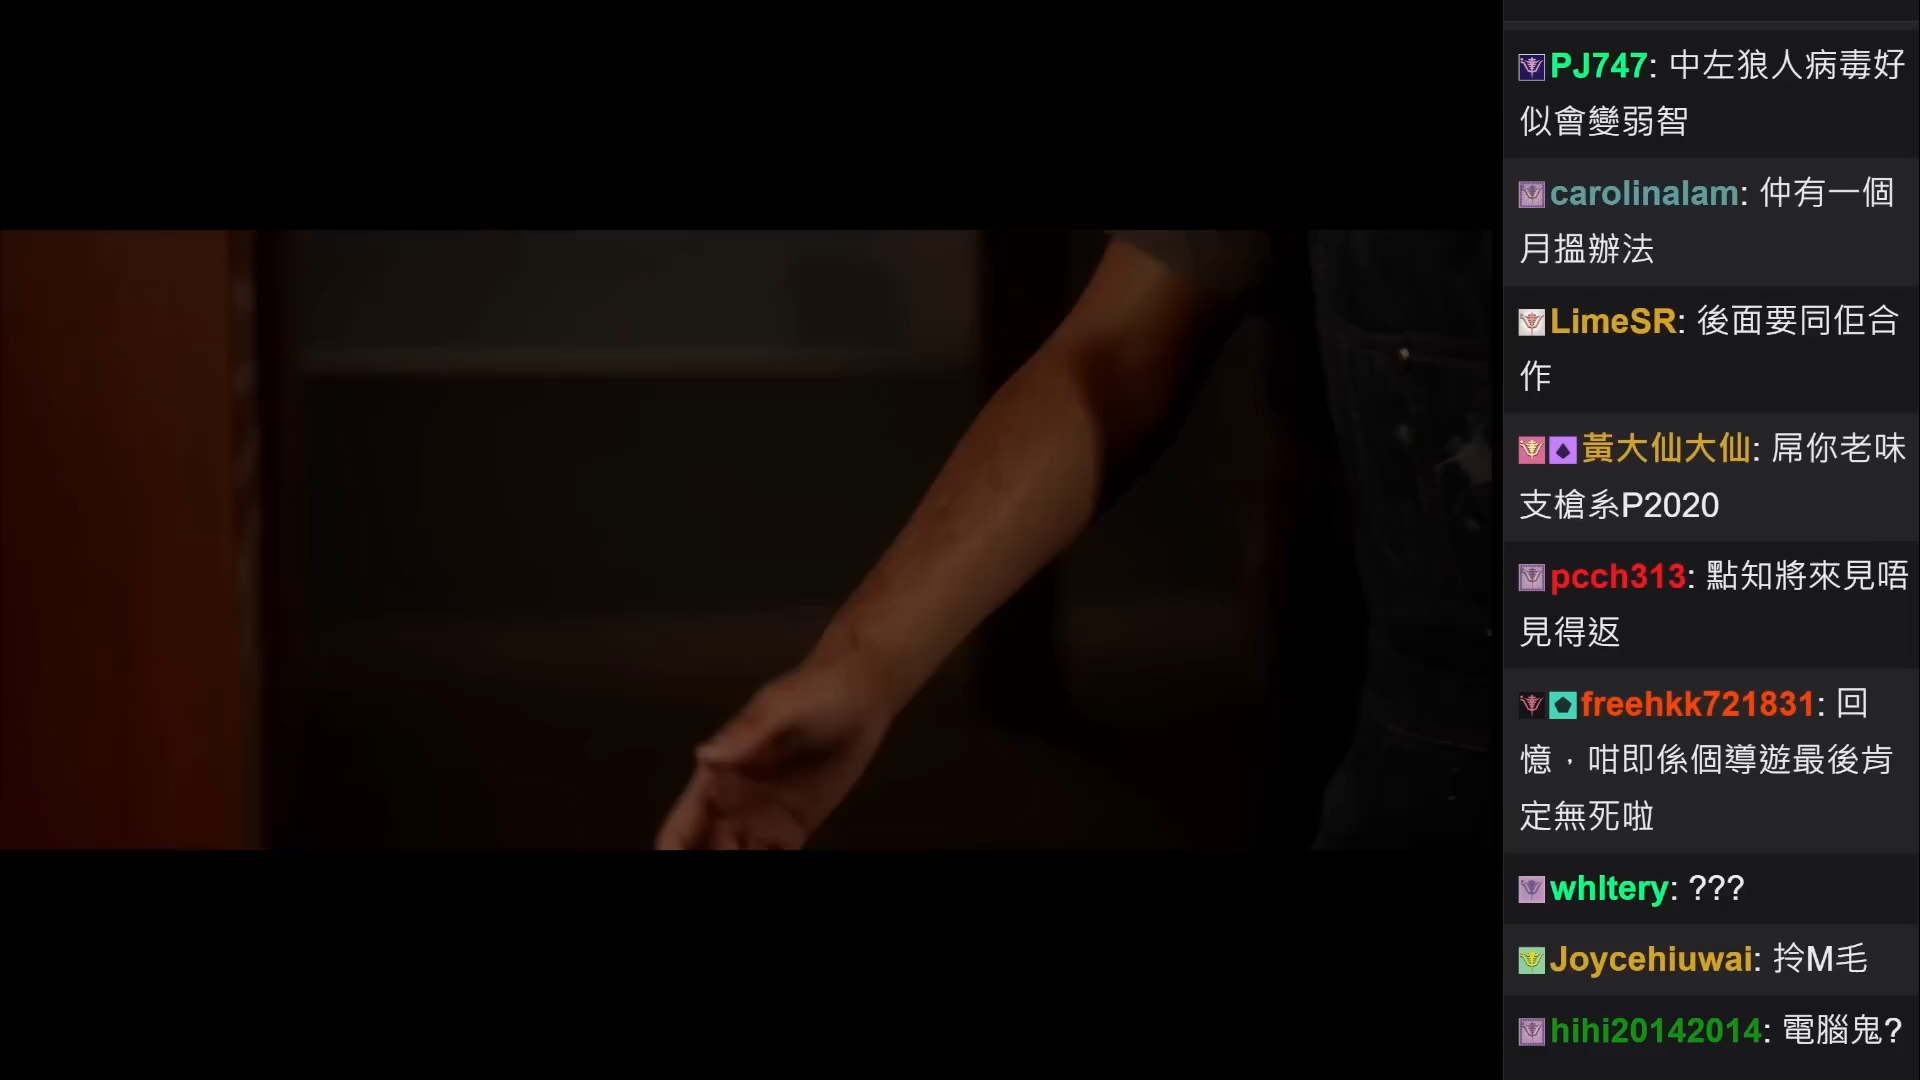 PJ747: 中左狼人病毒好
似會變弱智
carolinalam: 仲有一個
月搵辦法
LimeSR: 後面要同佢合
作
黃大仙大仙: 屌你老味
支槍系P2020
pcch313: 點知將來見唔
見得返
freehkk721831: 回
憶，咁即係個導遊最後肯
定無死啦
whltery: ???
Joycehiuwai: 拎M毛
hihi20142014: 電腦鬼?